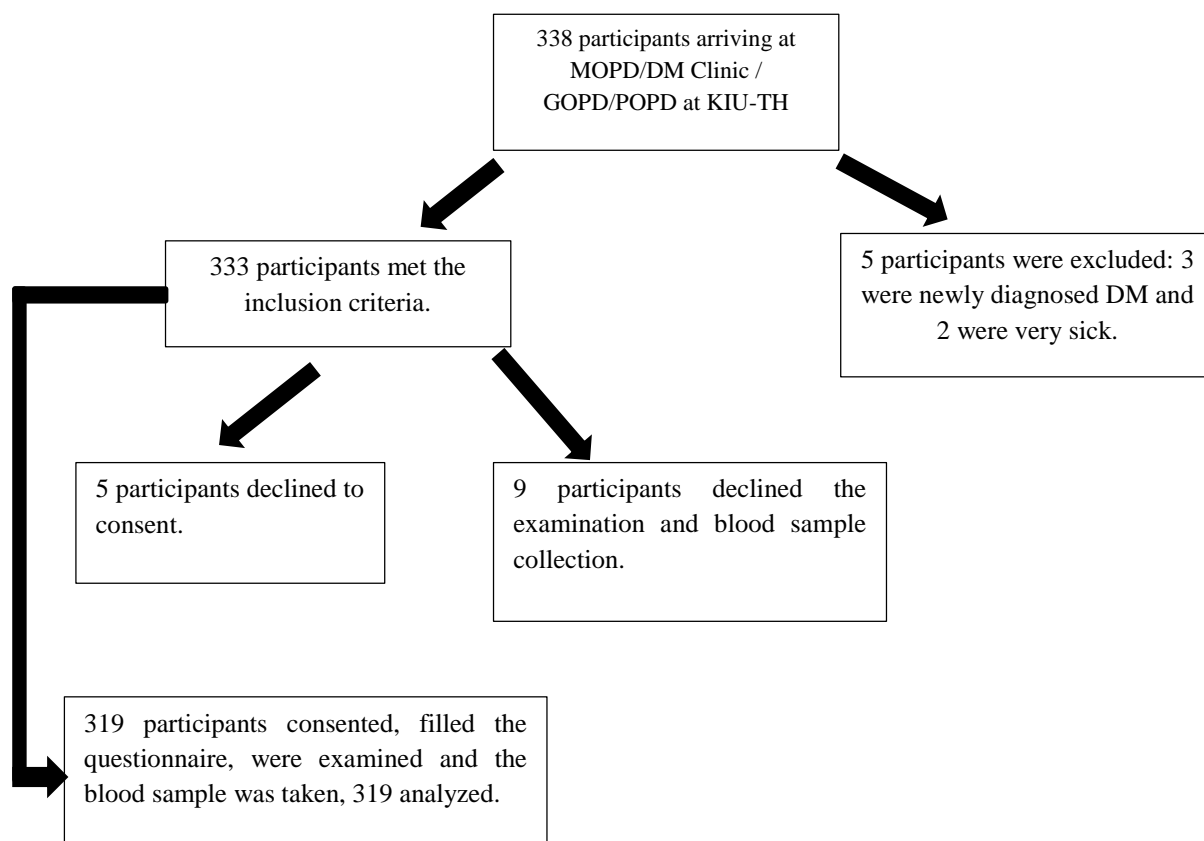 338 participants arriving at
MOPD/DM Clinic /
GOPD/POPD at KIU-TH
333 participants met the
inclusion criteria.
5 participants were excluded: 3
were newly diagnosed DM and
2 were very sick.
5 participants declined to
consent.
9 participants declined the
examination and blood sample
collection.
319 participants consented, filled the
questionnaire, were examined and the
blood sample was taken, 319 analyzed.